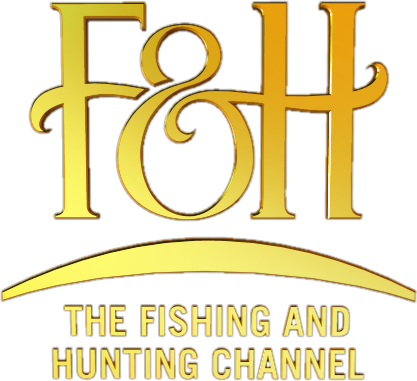 F&H
THE FISHING AND
HUNTING CHANNEL